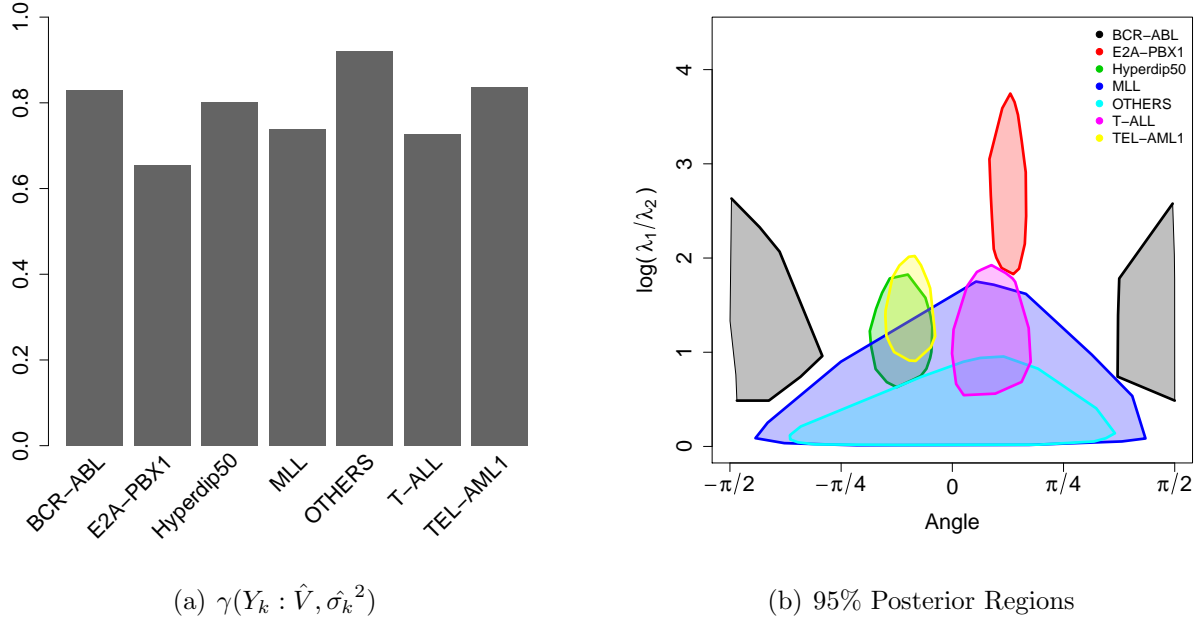 1.0
0.8
0.6
0.4
0.2
0.0
BCR−ABL
E2A−PBX1
Hyperdip50
MLL
OTHERS
T−ALL
TEL−AML1
(a) γ(Y_k : V̂, σ̂_k²)
log( λ₁/λ₂ )
4
3
2
1
0
BCR−ABL
E2A−PBX1
Hyperdip50
MLL
OTHERS
T−ALL
TEL−AML1
−π/2 −π/4 0 π/4 π/2
Angle
(b) 95% Posterior Regions